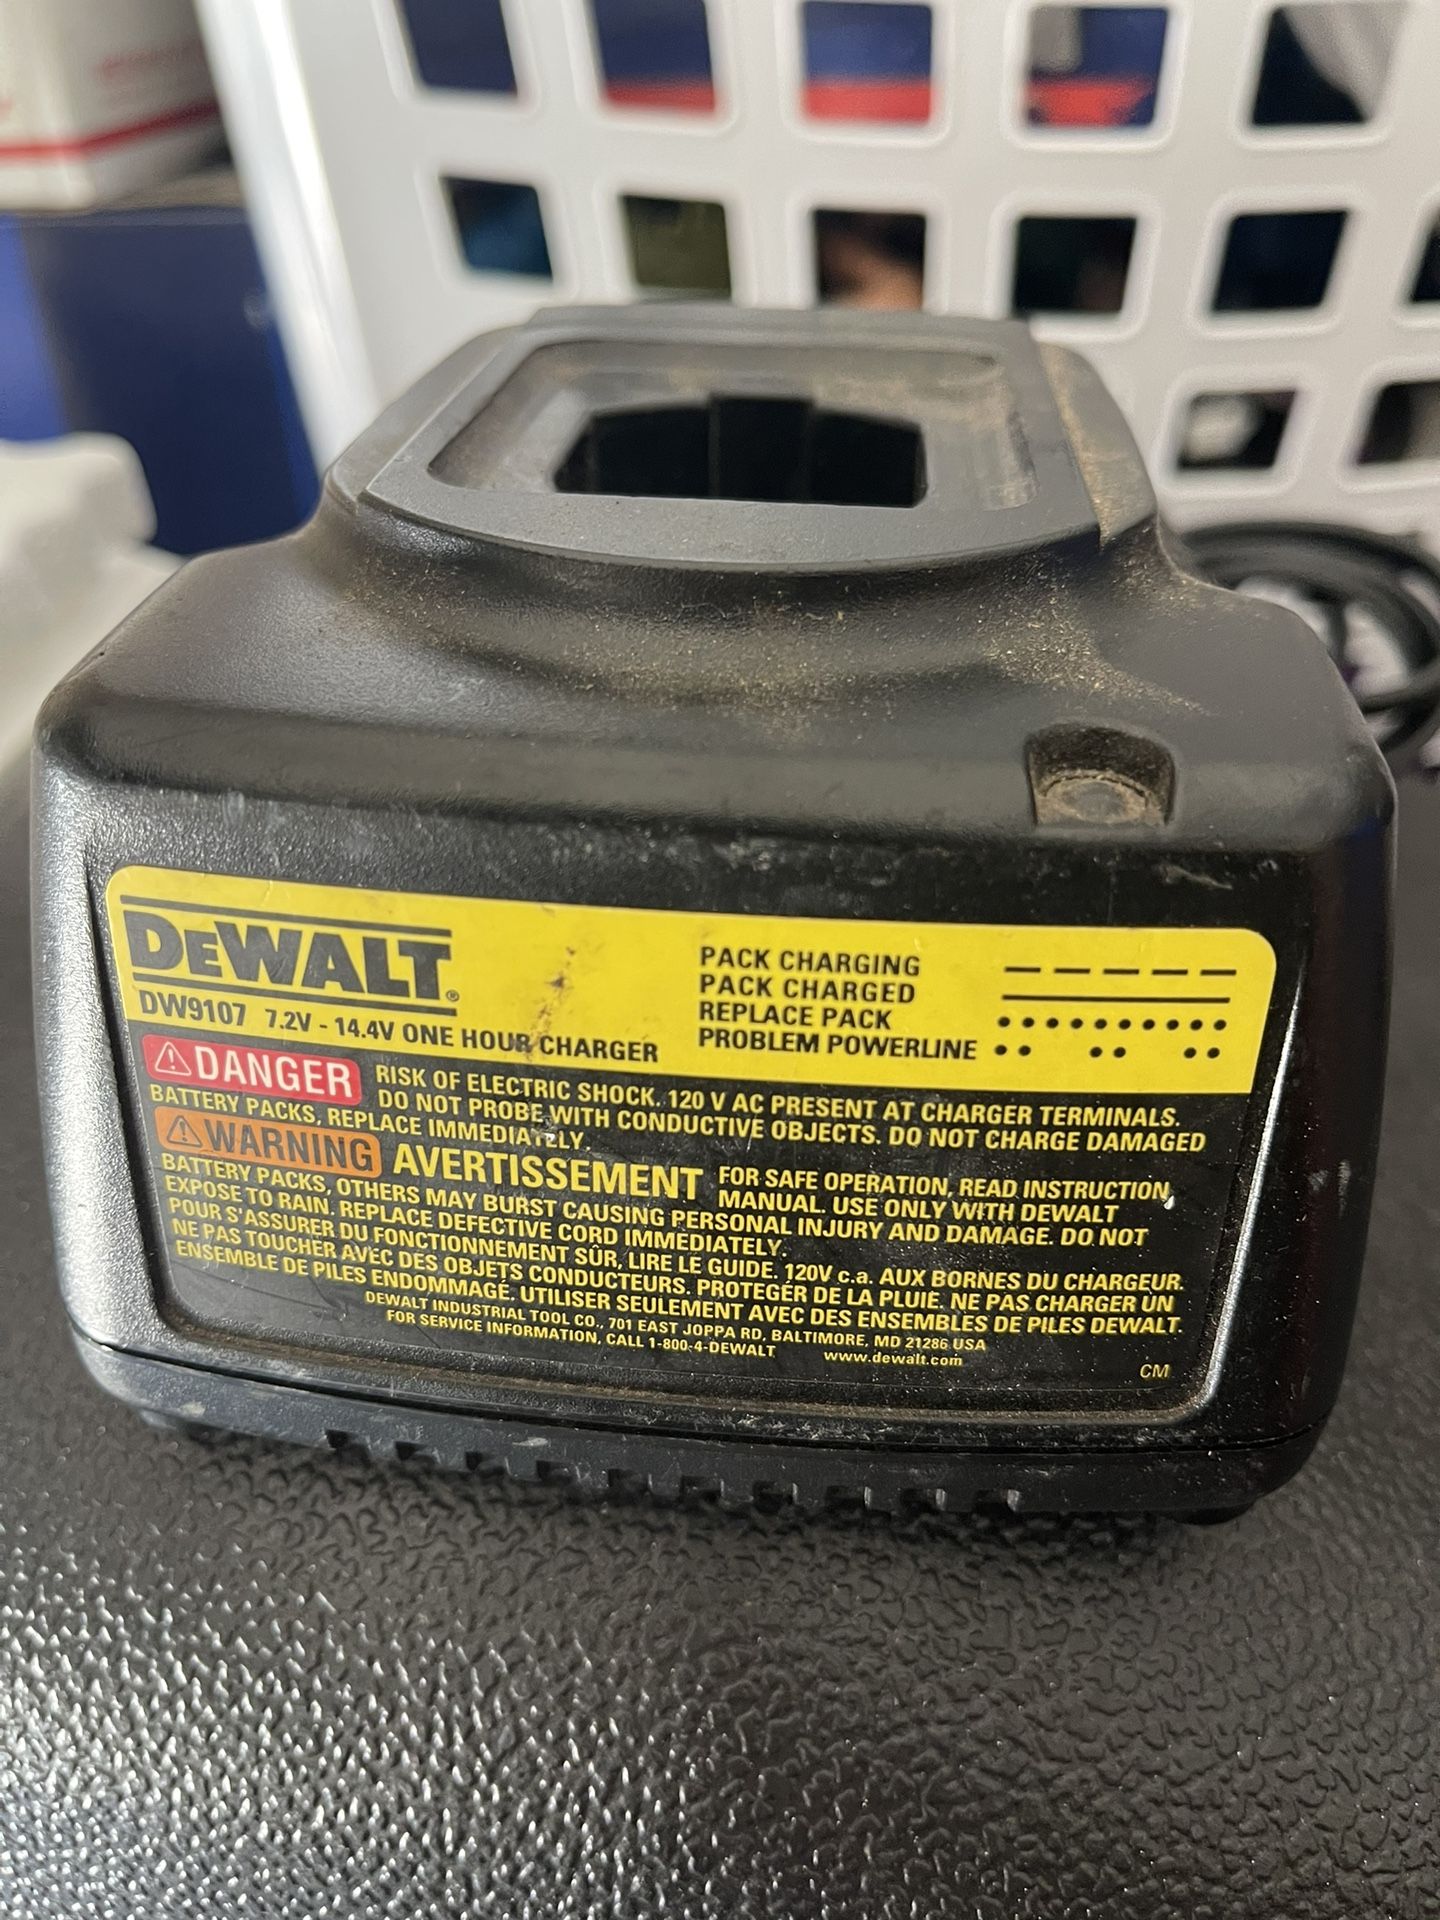 DEWALT®
DW9107 7.2V - 14.4V ONE HOUR CHARGER
PACK CHARGING
PACK CHARGED
REPLACE PACK
PROBLEM POWERLINE
DANGER RISK OF ELECTRIC SHOCK. 120 V AC PRESENT AT CHARGER TERMINALS.
DO NOT PROBE WITH CONDUCTIVE OBJECTS. DO NOT CHARGE DAMAGED
BATTERY PACKS, REPLACE IMMEDIATELY.
WARNING AVERTISSEMENT FOR SAFE OPERATION, READ INSTRUCTION
MANUAL. USE ONLY WITH DEWALT
BATTERY PACKS, OTHERS MAY BURST CAUSING PERSONAL INJURY AND DAMAGE. DO NOT
EXPOSE TO RAIN. REPLACE DEFECTIVE CORD IMMEDIATELY.
POUR S'ASSURER DU FONCTIONNEMENT SÛR, LIRE LE GUIDE. 120V c.a. AUX BORNES DU CHARGEUR.
NE PAS TOUCHER AVEC DES OBJETS CONDUCTEURS. PROTEGÉR DE LA PLUIE. NE PAS CHARGER UN
ENSEMBLE DE PILES ENDOMMAGÉ. UTILISER SEULEMENT AVEC DES ENSEMBLES DE PILES DEWALT.
DEWALT INDUSTRIAL TOOL CO., 701 EAST JOPPA RD, BALTIMORE, MD 21286 USA
FOR SERVICE INFORMATION, CALL 1-800-4-DEWALT www.dewalt.com
CM